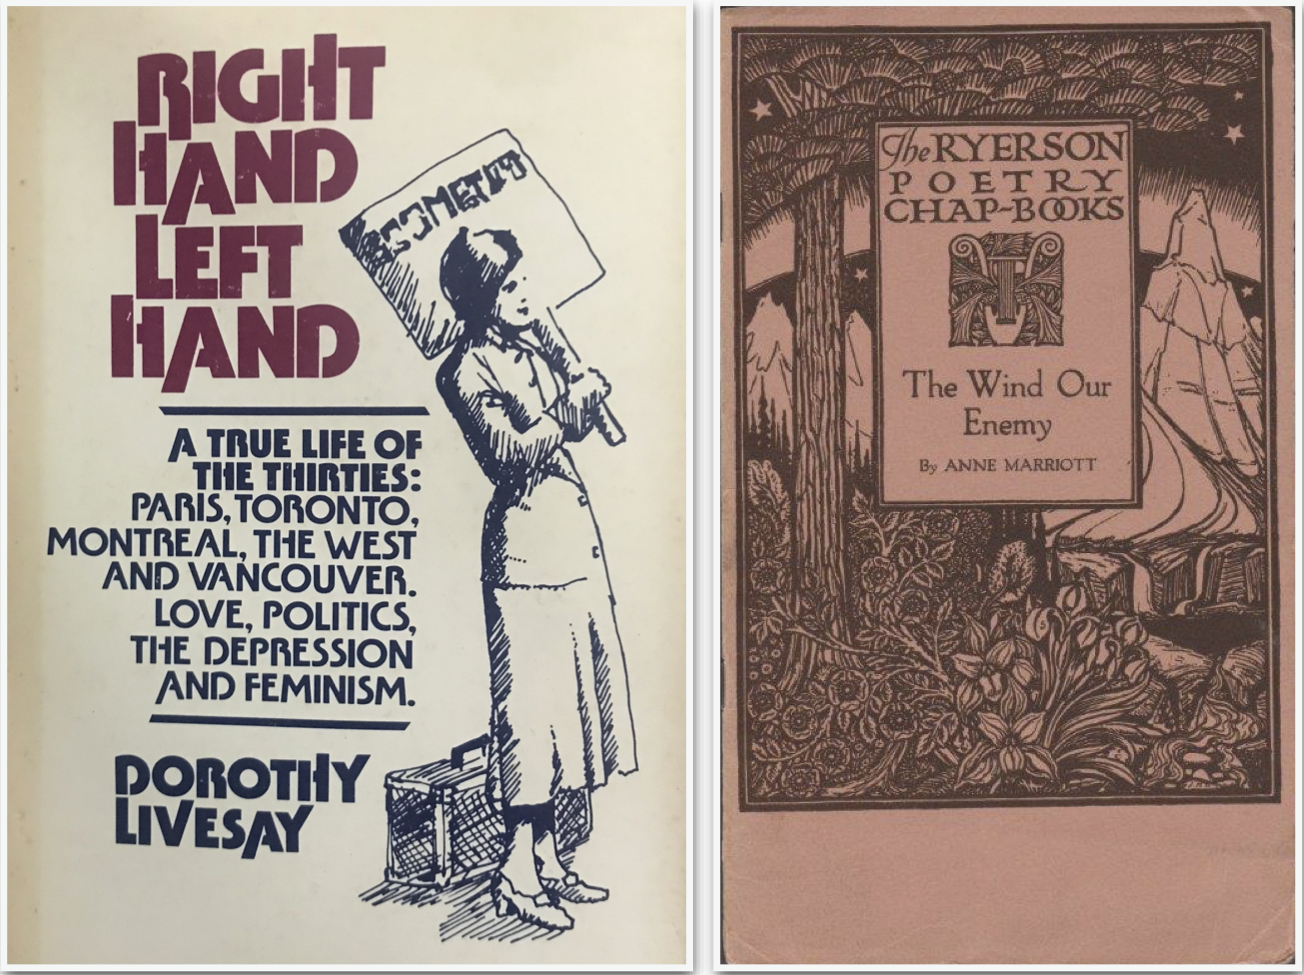 RIGHT
HAND
LEFT
HAND
A TRUE LIFE OF
THE THIRTIES:
PARIS, TORONTO,
MONTREAL, THE WEST
AND VANCOUVER.
LOVE, POLITICS,
THE DEPRESSION
AND FEMINISM.
DOROTHY
LIVESAY
The RYERSON
POETRY
CHAP-BOOKS
The Wind Our
Enemy
By ANNE MARRIOTT